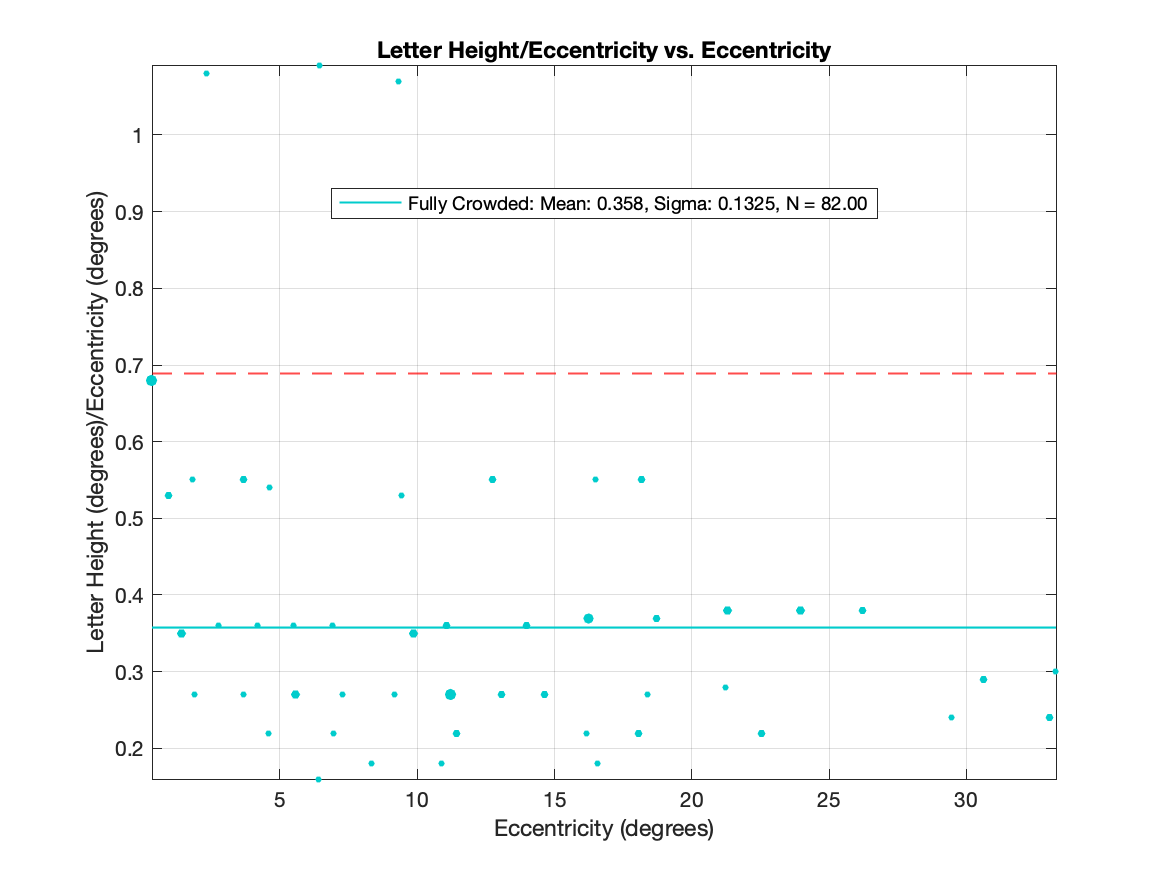 Letter Height/Eccentricity vs. Eccentricity
Letter Height (degrees)/Eccentricity (degrees)
1
0.9
0.8
0.7
0.6
0.5
0.4
0.3
0.2
Fully Crowded: Mean: 0.358, Sigma: 0.1325, N = 82.00
5 10 15 20 25 30
Eccentricity (degrees)